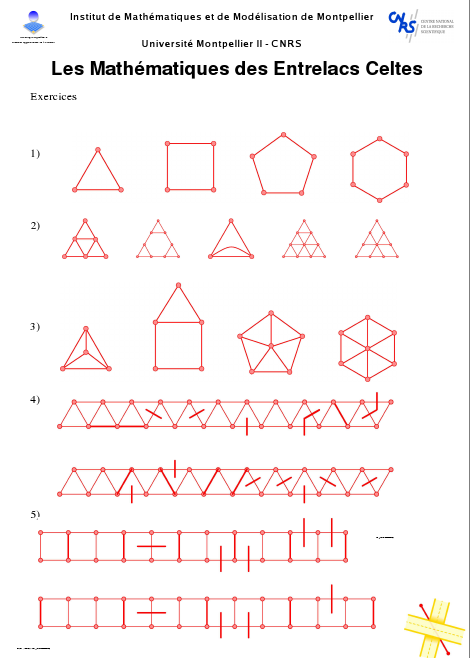 Institut de Mathématiques et de Modélisation de Montpellier
CNRS
CENTRE NATIONAL
DE LA RECHERCHE
SCIENTIFIQUE
Université Montpellier II - CNRS
Les Mathématiques des Entrelacs Celtes
Exercices
1)
2)
3)
4)
5)